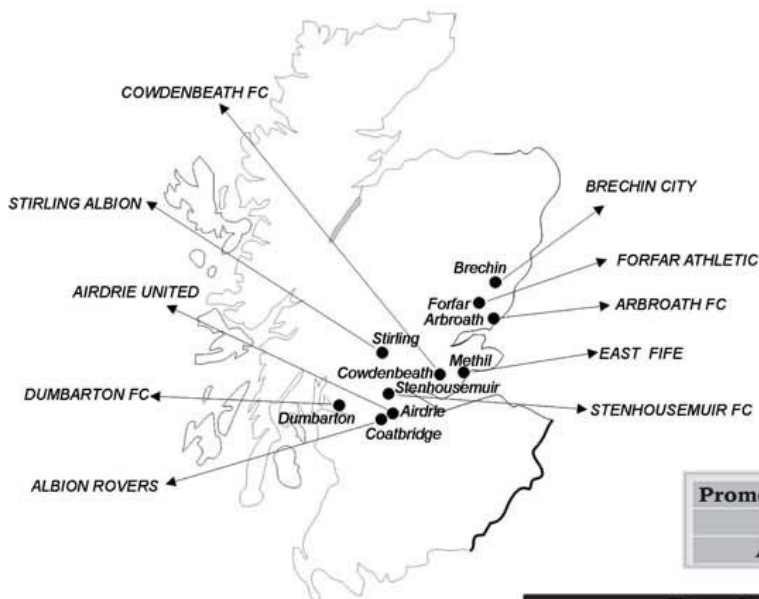 COWDENBEATH FC
STIRLING ALBION
BRECHIN CITY
AIRDRIE UNITED
Brechin
FORFAR ATHLETIC
Forfar
Arbroath
ARBROATH FC
Stirling
Methil
EAST FIFE
Cowdenbeath
DUMBARTON FC
Stenhousemuir
Dumbarton
Airdrie
STENHOUSEMUIR FC
Coatbridge
ALBION ROVERS